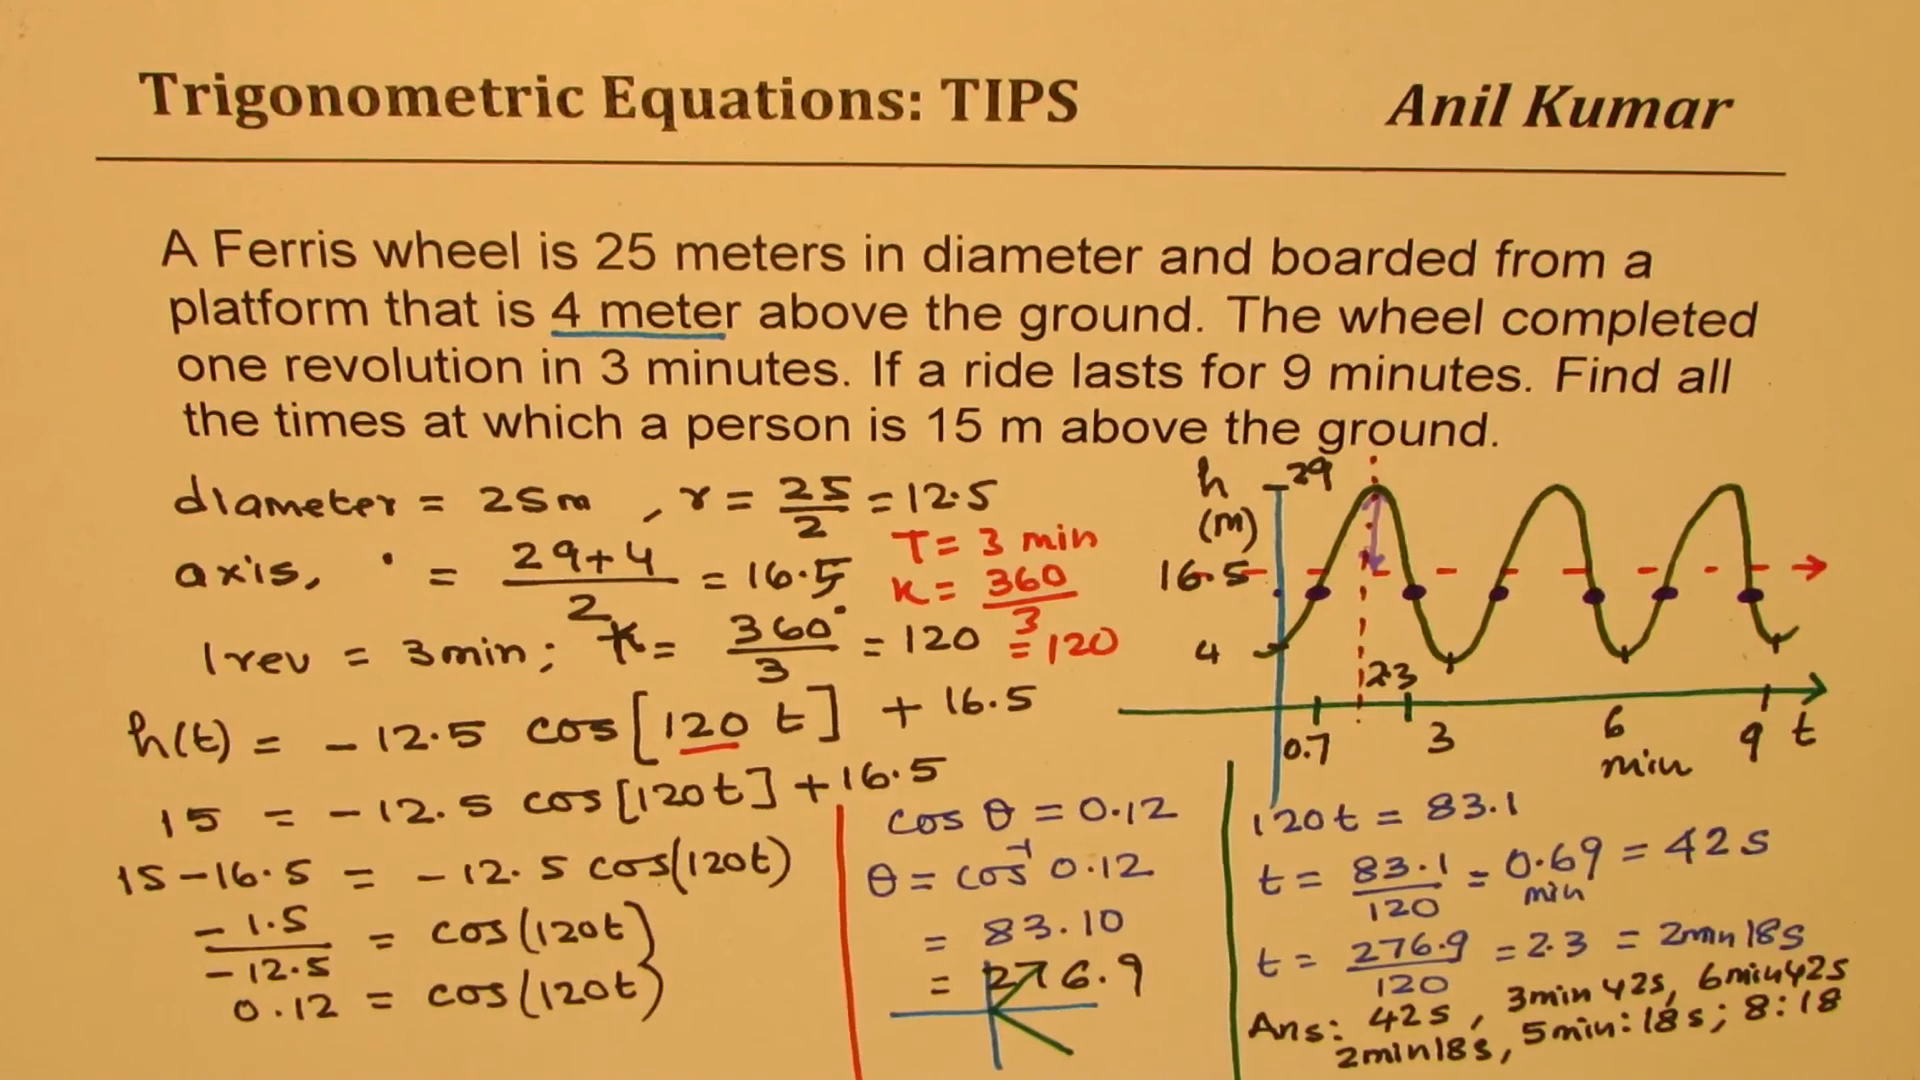 Trigonometric Equations: TIPS Anil Kumar
A Ferris wheel is 25 meters in diameter and boarded from a
platform that is 4 meter above the ground. The wheel completed
one revolution in 3 minutes. If a ride lasts for 9 minutes. Find all
the times at which a person is 15 m above the ground.
diameter = 25m , r = 25/2 = 12.5
axis, = 29+4/2 = 16.5
1rev = 3min; k = 360°/3 = 120
T = 3 min
k = 360/3
= 120
h(t) = -12.5 cos[120 t] + 16.5
15 = -12.5 cos[120t] + 16.5
15-16.5 = -12.5 cos(120t)
-1.5/-12.5 = cos(120t)
0.12 = cos(120t)
cos θ = 0.12
θ = cos⁻¹ 0.12
= 83.10
= 276.9
h
(m)
29
16.5
4
0.7
2.3
3
6
min
9
t
120t = 83.1
t = 83.1/120 = 0.69 min = 42s
t = 276.9/120 = 2.3 = 2min 18s
Ans: 42s, 3min 42s, 6min42s
2min18s, 5min:18s; 8:18